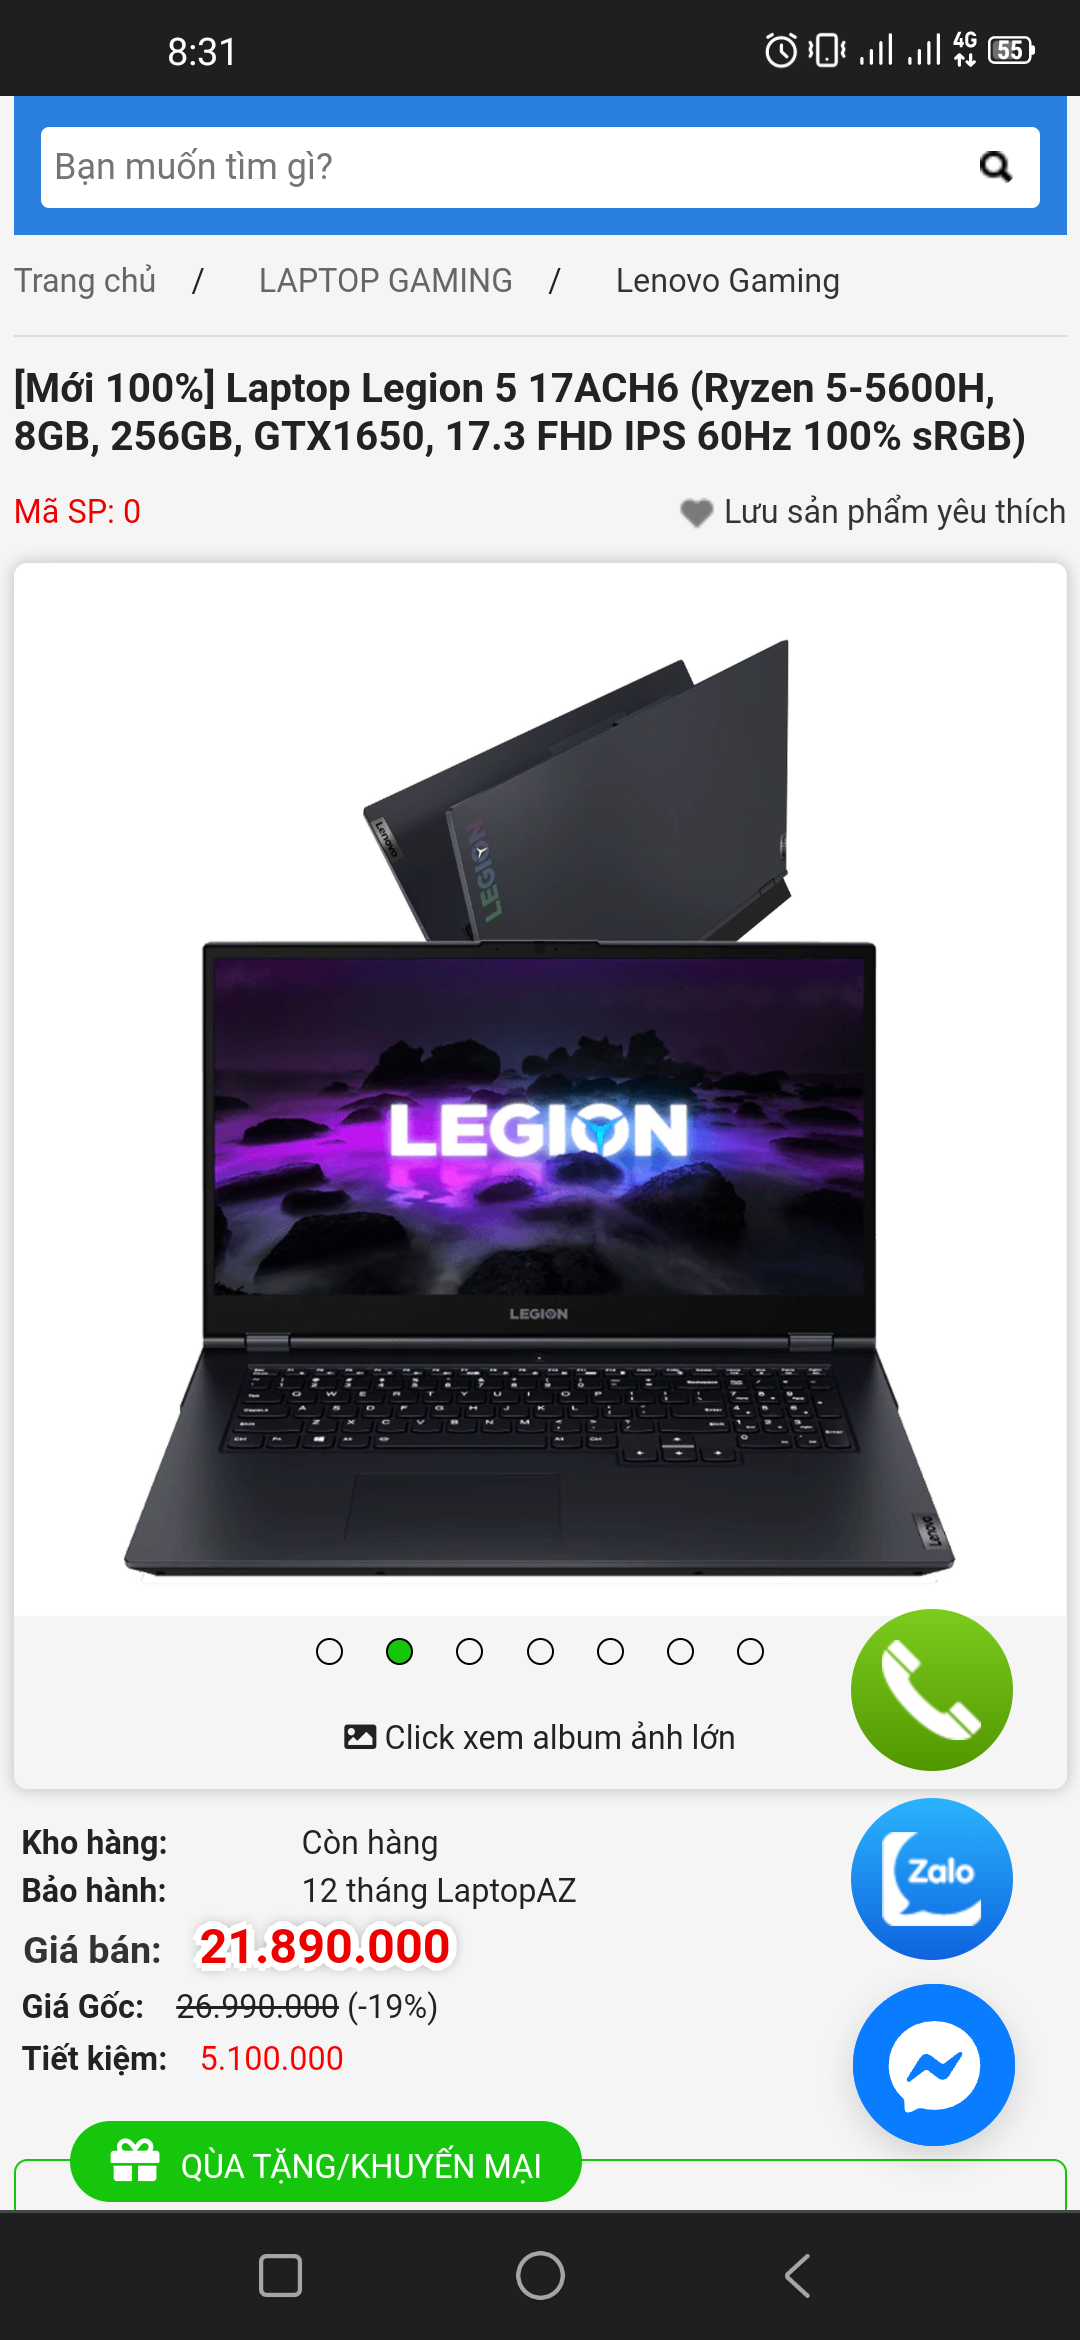 8:31
4G
55
Bạn muốn tìm gì?
Trang chủ / LAPTOP GAMING / Lenovo Gaming
[Mới 100%] Laptop Legion 5 17ACH6 (Ryzen 5-5600H,
8GB, 256GB, GTX1650, 17.3 FHD IPS 60Hz 100% sRGB)
Mã SP: 0
Lưu sản phẩm yêu thích
Lenovo
LEGION
LEGION
LEGION
Lenovo
Click xem album ảnh lớn
Kho hàng: Còn hàng
Bảo hành: 12 tháng LaptopAZ
Zalo
Giá bán: 21.890.000
Giá Gốc: 26.990.000 (-19%)
Tiết kiệm: 5.100.000
QÙA TẶNG/KHUYẾN MẠI